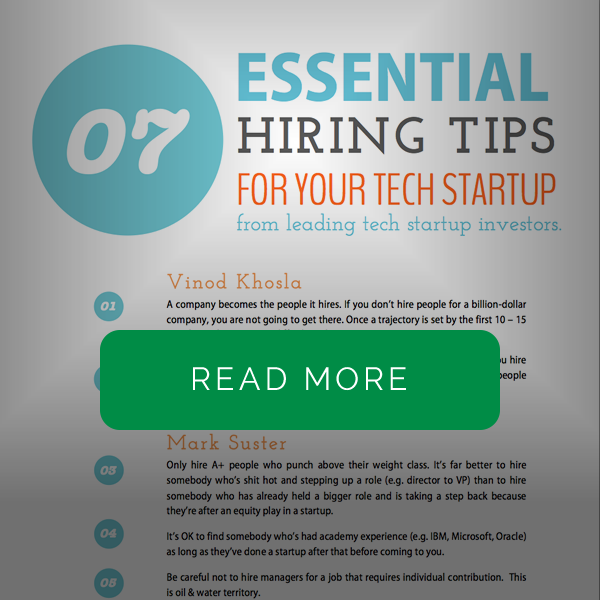 07
ESSENTIAL
HIRING TIPS
FOR YOUR TECH STARTUP
from leading tech startup investors.
Vinod Khosla
01
A company becomes the people it hires. If you don't hire people for a billion-dollar
company, you are not going to get there. Once a trajectory is set by the first 10 – 15
hire
people
READ MORE
Mark Suster
03
Only hire A+ people who punch above their weight class. It's far better to hire
somebody who's shit hot and stepping up a role (e.g. director to VP) than to hire
somebody who has already held a bigger role and is taking a step back because
they're after an equity play in a startup.
04
It's OK to find somebody who's had academy experience (e.g. IBM, Microsoft, Oracle)
as long as they've done a startup after that before coming to you.
05
Be careful not to hire managers for a job that requires individual contribution. This
is oil & water territory.